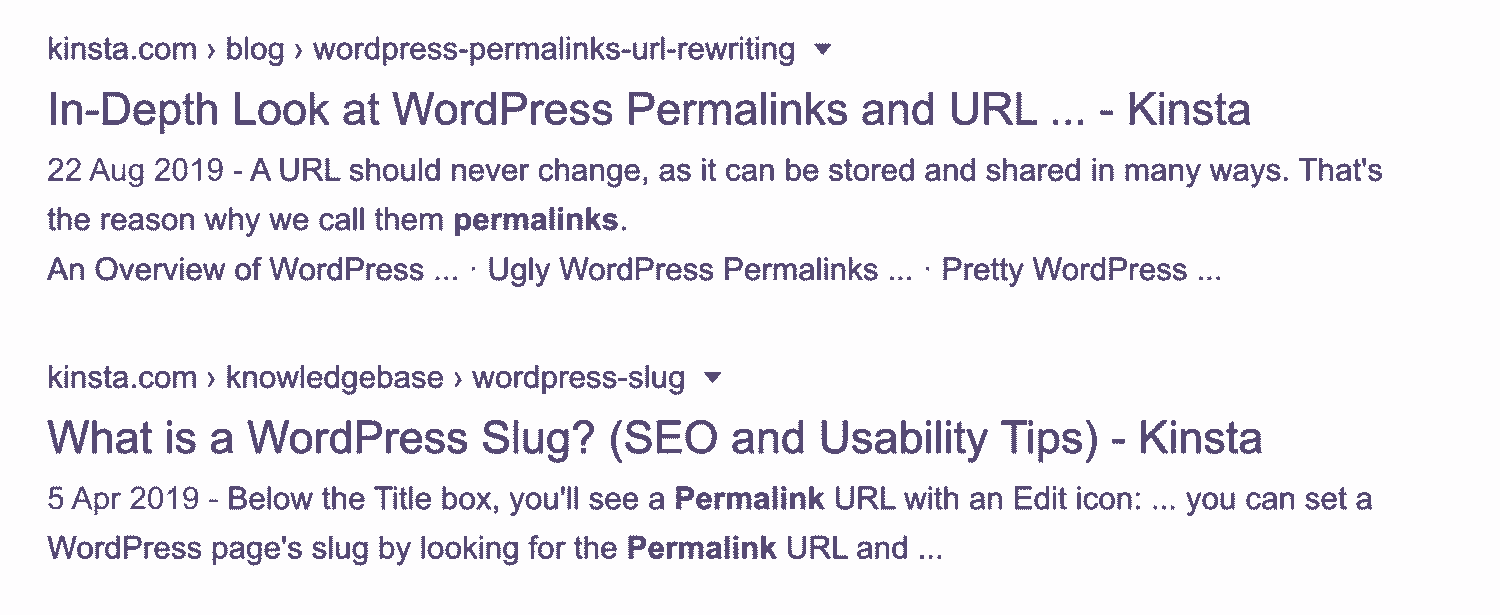 kinsta.com › blog › wordpress-permalinks-url-rewriting ▼
In-Depth Look at WordPress Permalinks and URL ... - Kinsta
22 Aug 2019 - A URL should never change, as it can be stored and shared in many ways. That's
the reason why we call them permalinks.
An Overview of WordPress ... · Ugly WordPress Permalinks ... · Pretty WordPress ...
kinsta.com › knowledgebase › wordpress-slug ▼
What is a WordPress Slug? (SEO and Usability Tips) - Kinsta
5 Apr 2019 - Below the Title box, you'll see a Permalink URL with an Edit icon: ... you can set a
WordPress page's slug by looking for the Permalink URL and ...